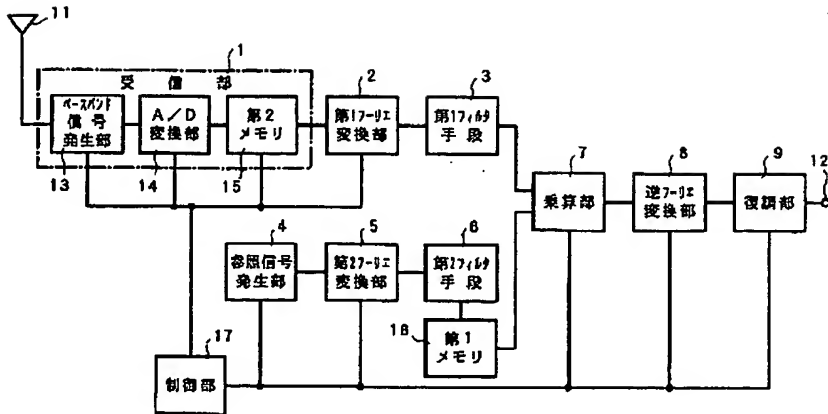 11
1
受信部
2
3
ベースバンド
信号
発生部
A/D
変換部
第2
メモリ
第1フーリエ
変換部
第1フィルタ
手段
13
14
15
7
8
9
12
乗算部
逆フーリエ
変換部
復調部
4
5
6
参照信号
発生部
第2フーリエ
変換部
第2フィルタ
手段
16
第1
メモリ
17
制御部